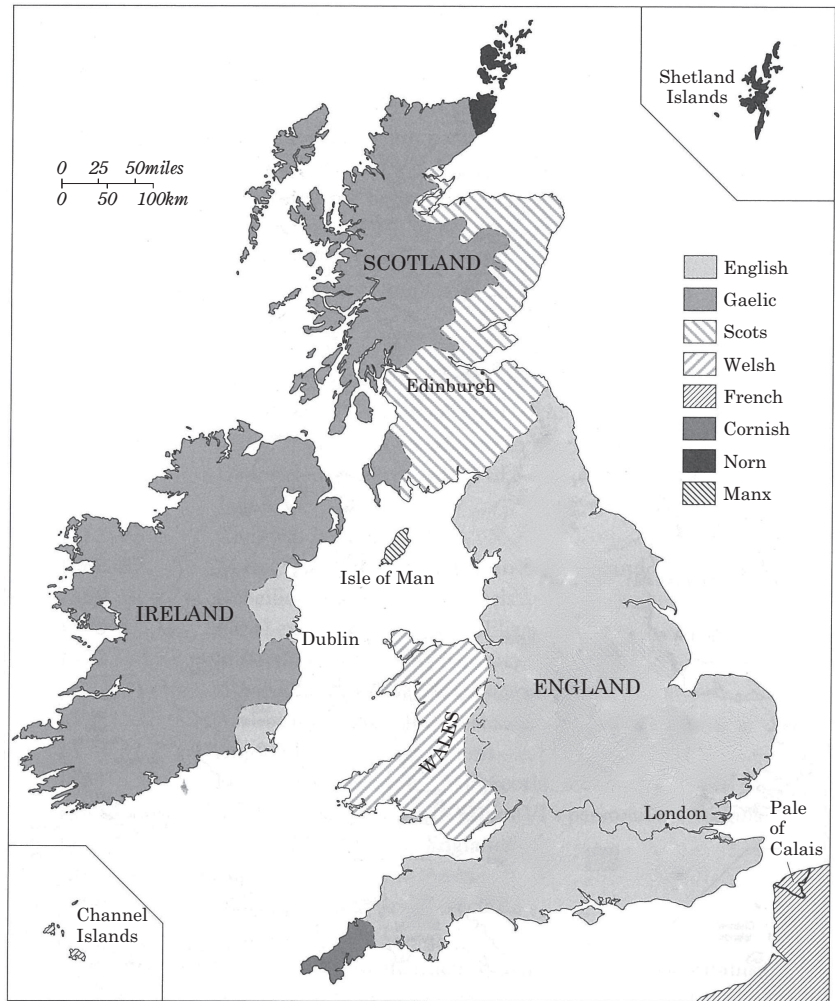 Shetland
Islands
0 25 50miles
0 50 100km
SCOTLAND
English
Gaelic
Scots
Welsh
French
Cornish
Norn
Manx
Edinburgh
Isle of Man
IRELAND
Dublin
ENGLAND
WALES
London
Pale
of
Calais
Channel
Islands